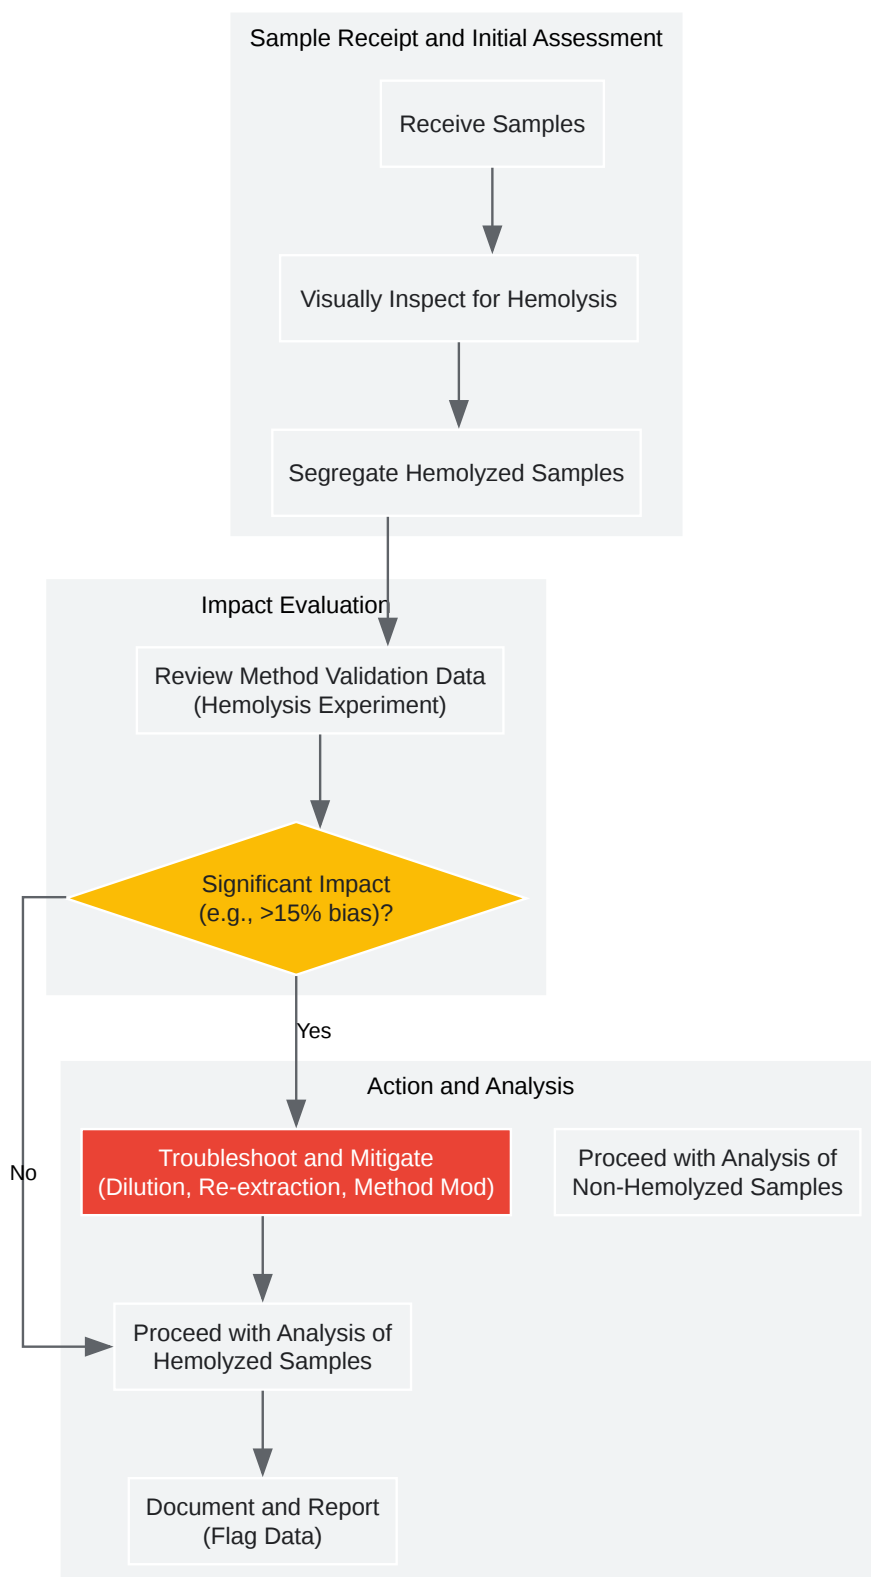 Sample Receipt and Initial Assessment
Receive Samples
Visually Inspect for Hemolysis
Segregate Hemolyzed Samples
Impact Evaluation
Review Method Validation Data
(Hemolysis Experiment)
Significant Impact
(e.g., >15% bias)?
Yes
No
Action and Analysis
Troubleshoot and Mitigate
(Dilution, Re-extraction, Method Mod)
Proceed with Analysis of
Non-Hemolyzed Samples
Proceed with Analysis of
Hemolyzed Samples
Document and Report
(Flag Data)